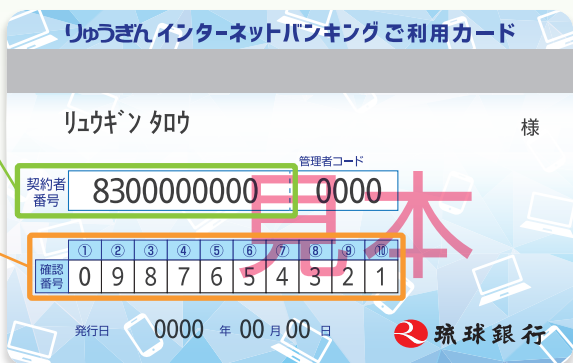 りゅうぎん インターネットバンキング ご利用カード
リュウギン タロウ 様
管理者コード
契約者番号 8300000000 0000
① ② ③ ④ ⑤ ⑥ ⑦ ⑧ ⑨ ⑩
確認番号 0 9 8 7 6 5 4 3 2 1
見本
発行日 0000 年 00 月 00 日
琉球銀行